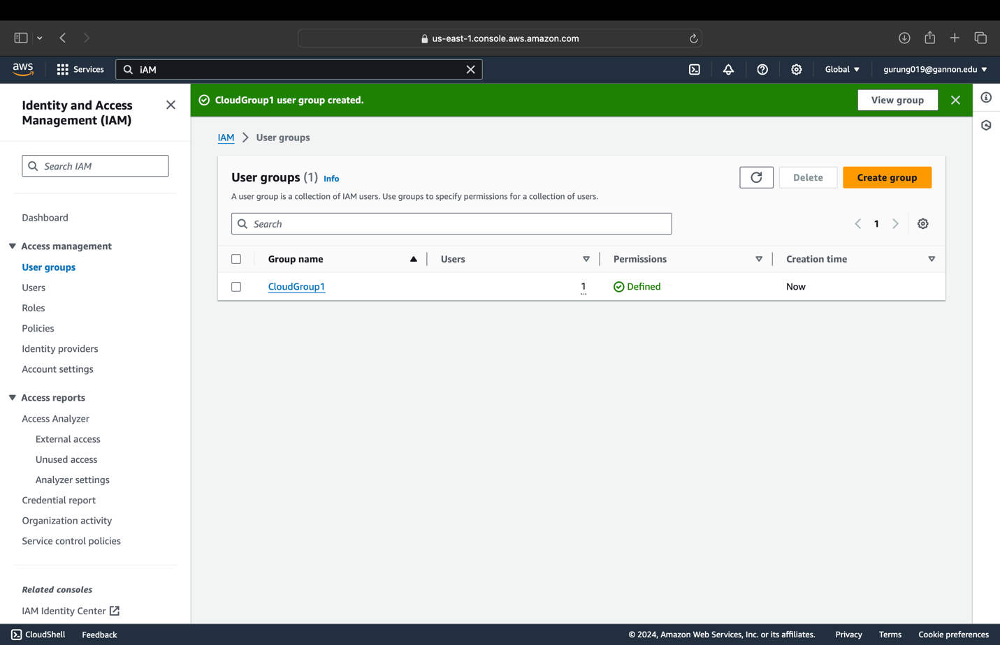 us-east-1.console.aws.amazon.com
aws
Services
iAM
Global
gurung019@gannon.edu
Identity and Access
Management (IAM)
Search IAM
Dashboard
Access management
User groups
Users
Roles
Policies
Identity providers
Account settings
Access reports
Access Analyzer
External access
Unused access
Analyzer settings
Credential report
Organization activity
Service control policies
Related consoles
IAM Identity Center
CloudGroup1 user group created.
View group
IAM > User groups
User groups (1) Info
Delete
Create group
A user group is a collection of IAM users. Use groups to specify permissions for a collection of users.
Search
1
Group name Users Permissions Creation time
CloudGroup1 1 Defined Now
CloudShell Feedback © 2024, Amazon Web Services, Inc. or its affiliates. Privacy Terms Cookie preferences